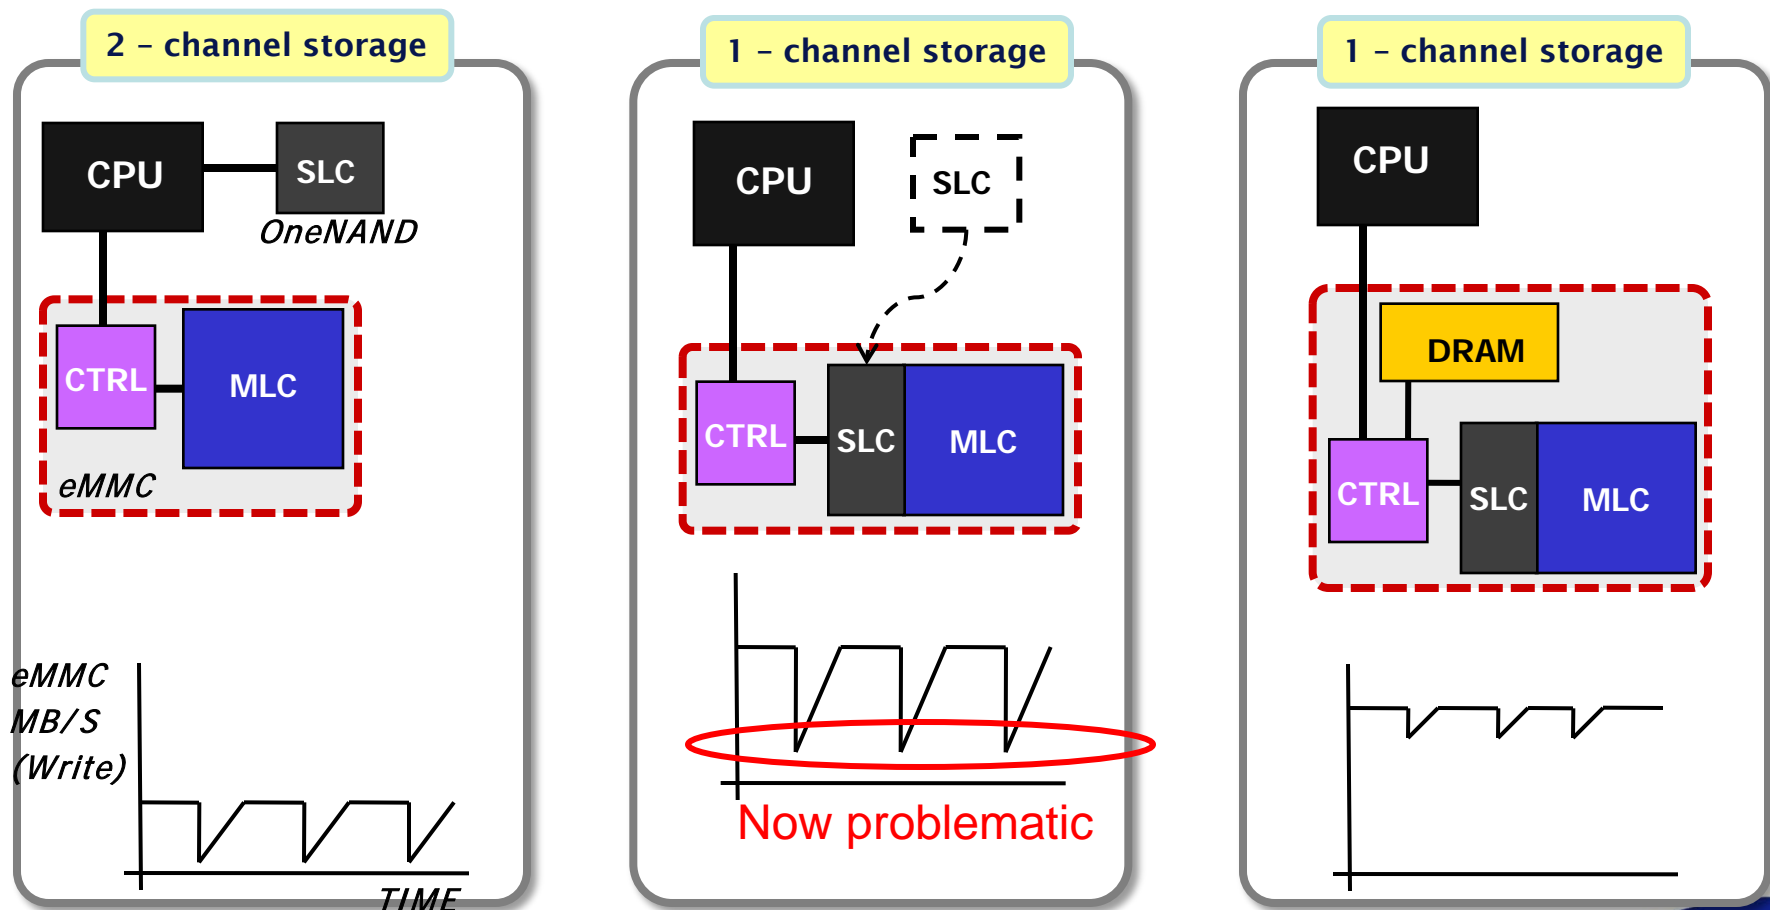 2 – channel storage
CPU
SLC
OneNAND
CTRL
MLC
eMMC
eMMC
MB/S
(Write)
TIME
1 – channel storage
CPU
SLC
CTRL
SLC
MLC
Now problematic
1 – channel storage
CPU
DRAM
CTRL
SLC
MLC